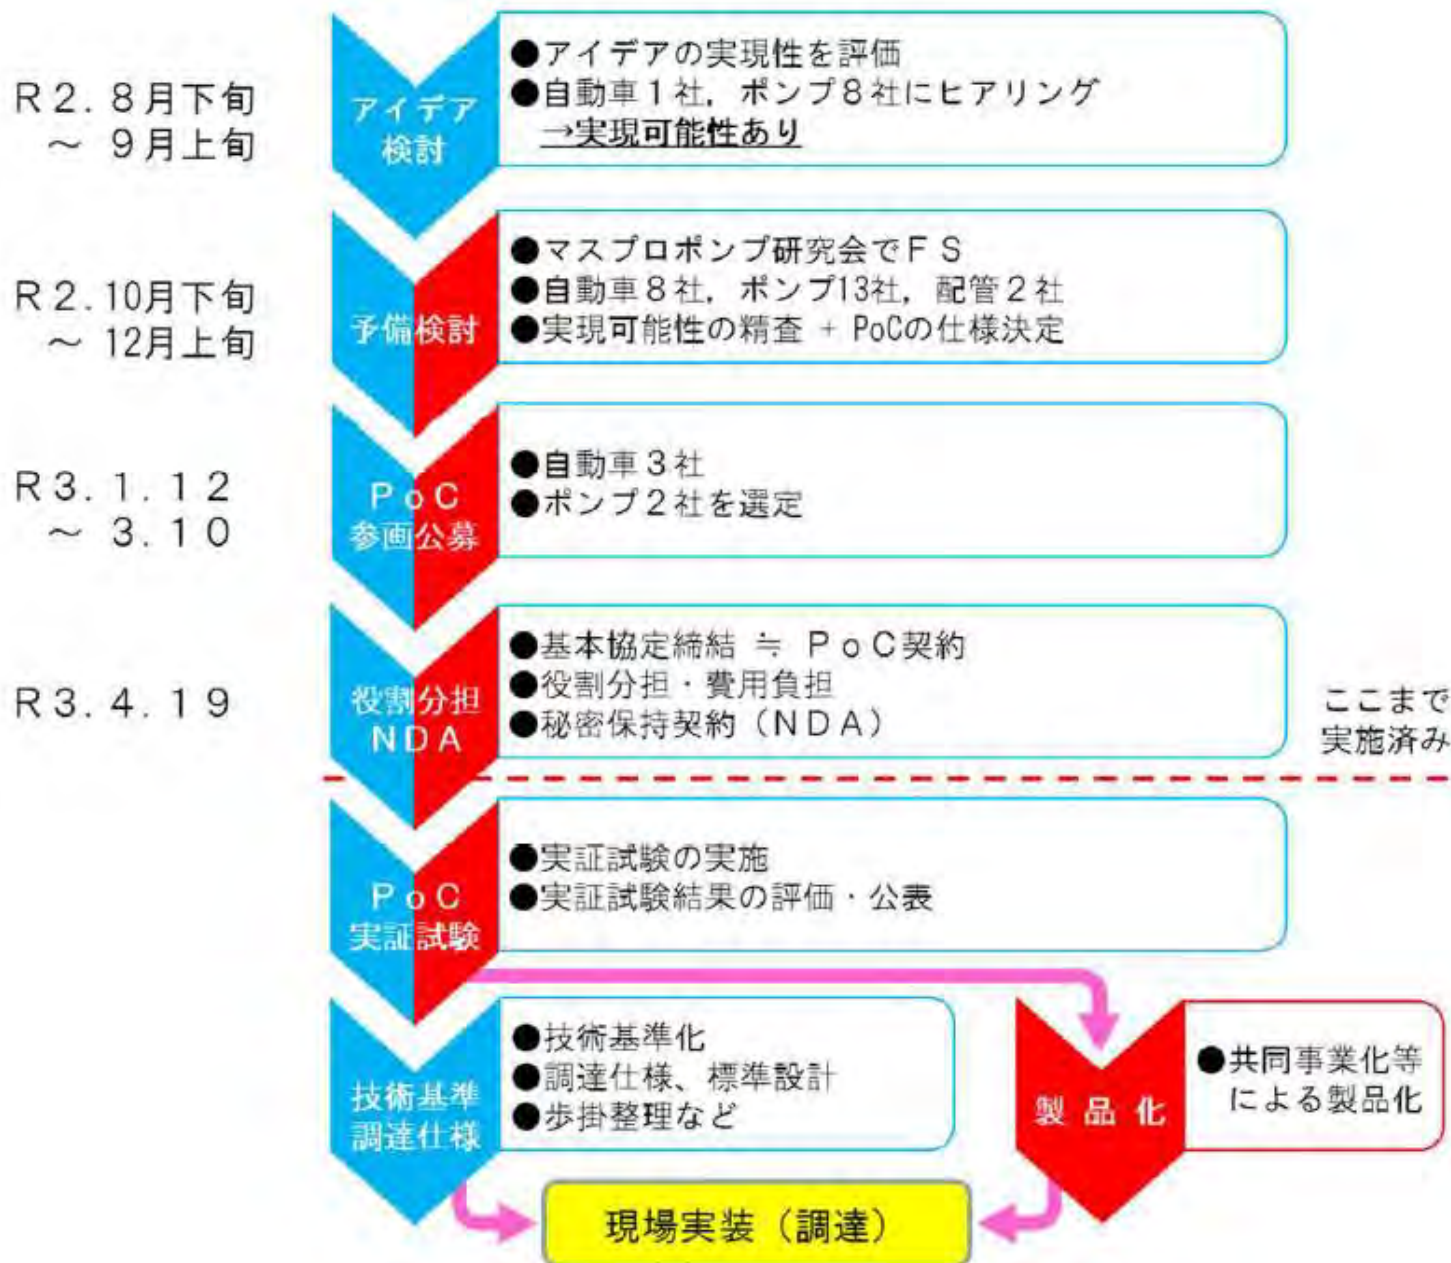 R2.8月下旬
～ 9月上旬
アイデア
検討
●アイデアの実現性を評価
●自動車1社，ポンプ8社にヒアリング
→実現可能性あり
R2.10月下旬
～ 12月上旬
予備検討
●マスプロポンプ研究会でFS
●自動車8社，ポンプ13社，配管2社
●実現可能性の精査 + PoCの仕様決定
R3.1.12
～ 3.10
PoC
参画公募
●自動車3社
●ポンプ2社を選定
R3.4.19
役割分担
NDA
●基本協定締結 ≒ PoC契約
●役割分担・費用負担
●秘密保持契約（NDA）
ここまで
実施済み
PoC
実証試験
●実証試験の実施
●実証試験結果の評価・公表
技術基準
調達仕様
●技術基準化
●調達仕様、標準設計
●歩掛整理など
製品化
●共同事業化等
による製品化
現場実装（調達）